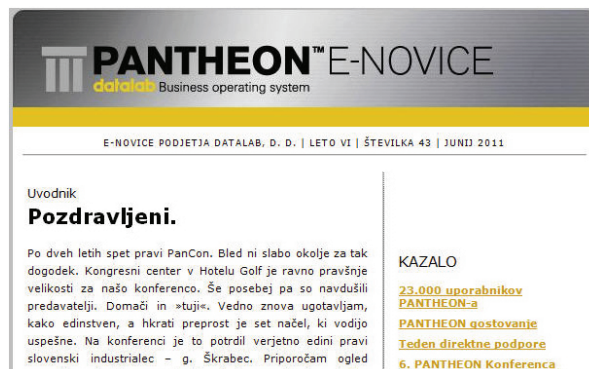 PANTHEON™ E-NOVICE
datalab Business operating system
E-NOVICE PODJETJA DATALAB, D. D. | LETO VI | ŠTEVILKA 43 | JUNIJ 2011
Uvodnik
Pozdravljeni.
Po dveh letih spet pravi PanCon. Bled ni slabo okolje za tak
dogodek. Kongresni center v Hotelu Golf je ravno pravšnje
velikosti za našo konferenco. Še posebej pa so navdušili
predavatelji. Domači in »tuji«. Vedno znova ugotavljam,
kako edinstven, a hkrati preprost je set načel, ki vodijo
uspešne. Na konferenci je to potrdil verjetno edini pravi
slovenski industrialec – g. Škrabec. Priporočam ogled
KAZALO
23.000 uporabnikov
PANTHEON-a
PANTHEON gostovanje
Teden direktne podpore
6. PANTHEON Konferenca